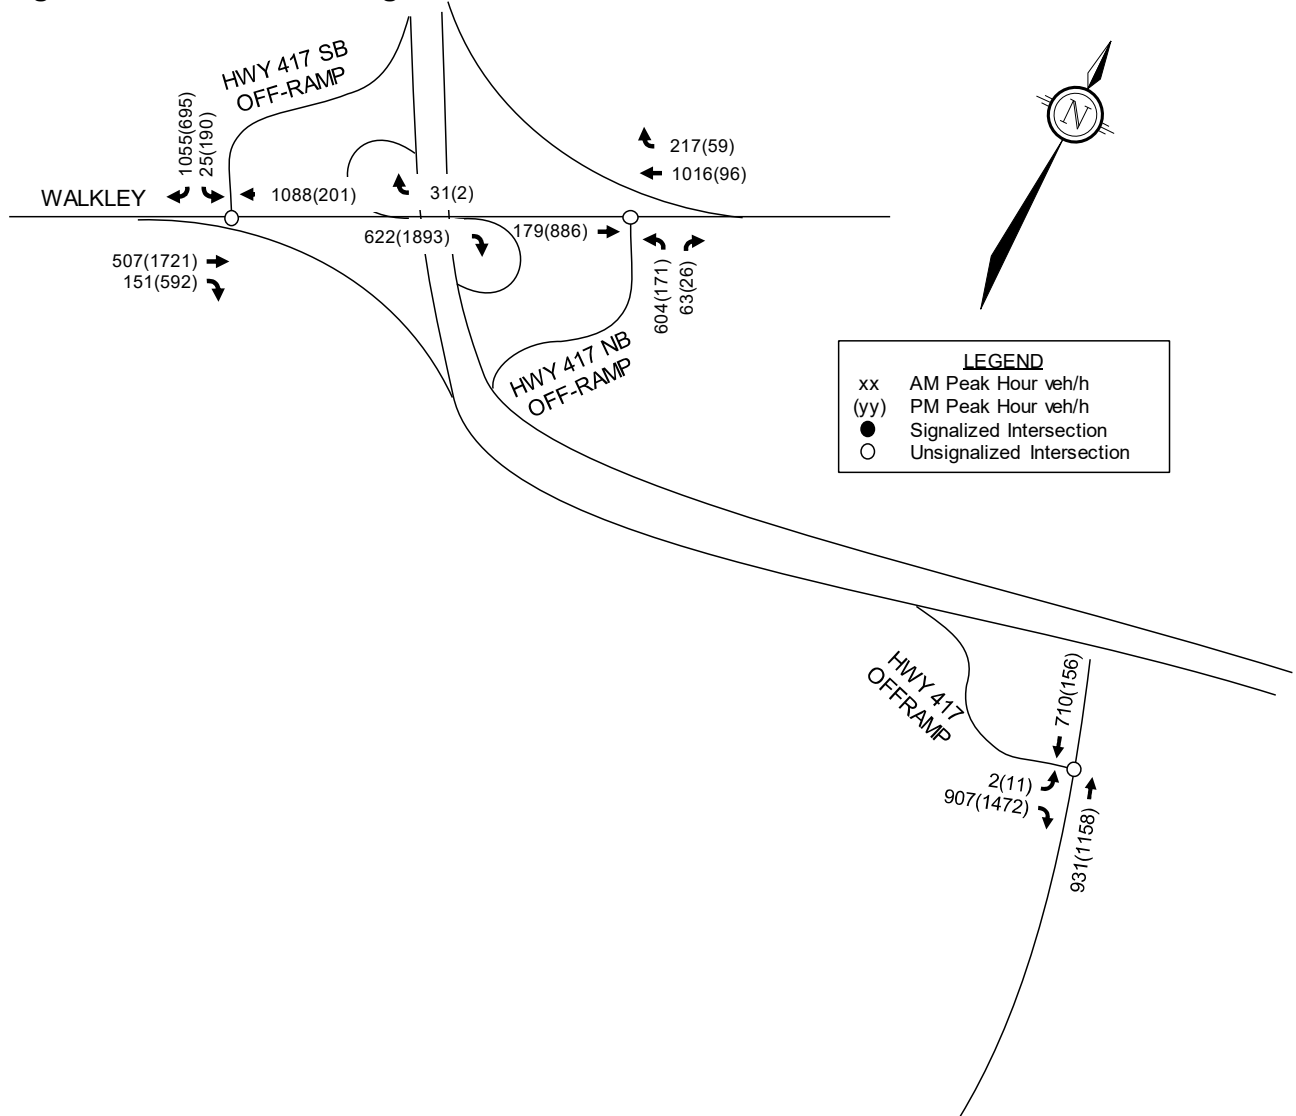 HWY 417 SB
OFF-RAMP
1055(695)
25(190)
217(59)
1016(96)
WALKLEY
1088(201)
31(2)
622(1893)
179(886)
507(1721)
151(592)
604(171)
63(26)
HWY 417 NB
OFF-RAMP
N
LEGEND
xx AM Peak Hour veh/h
(yy) PM Peak Hour veh/h
Signalized Intersection
Unsignalized Intersection
HWY 417
OFFRAMP
710(156)
2(11)
907(1472)
931(1158)